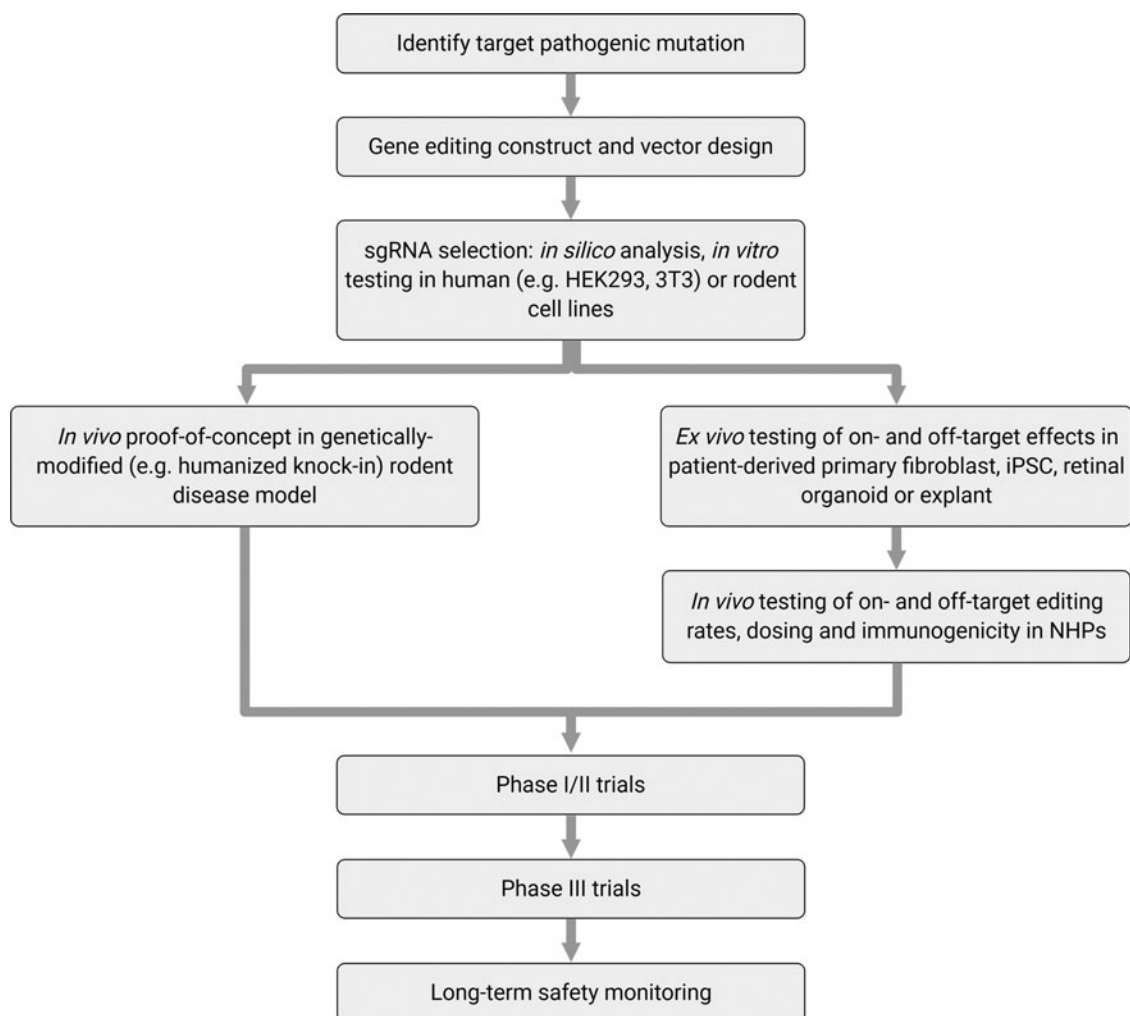 Identify target pathogenic mutation
Gene editing construct and vector design
sgRNA selection: in silico analysis, in vitro
testing in human (e.g. HEK293, 3T3) or rodent
cell lines
In vivo proof-of-concept in genetically-
modified (e.g. humanized knock-in) rodent
disease model
Ex vivo testing of on- and off-target effects in
patient-derived primary fibroblast, iPSC, retinal
organoid or explant
In vivo testing of on- and off-target editing
rates, dosing and immunogenicity in NHPs
Phase I/II trials
Phase III trials
Long-term safety monitoring